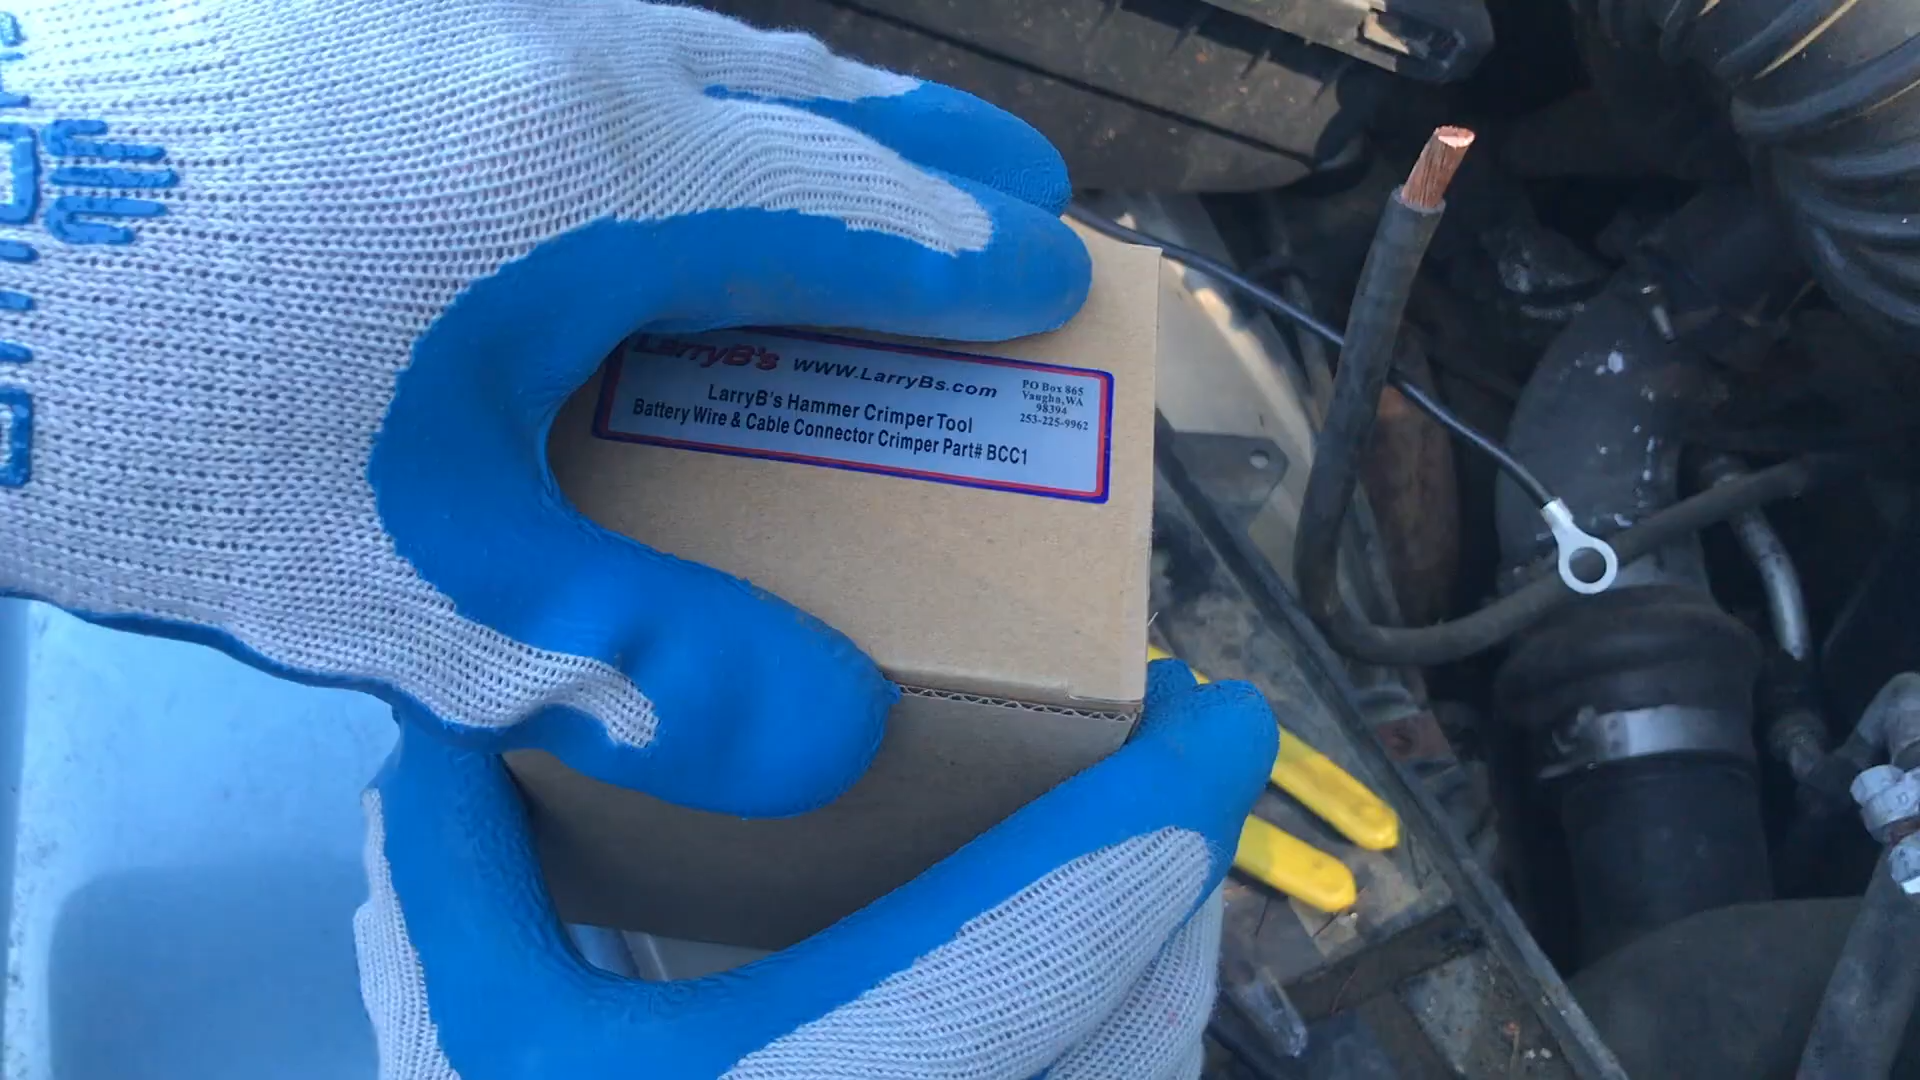 LarryB's www.LarryBs.com
PO Box 865
Vaughn,WA
98394
253-225-9962
LarryB's Hammer Crimper Tool
Battery Wire & Cable Connector Crimper Part# BCC1